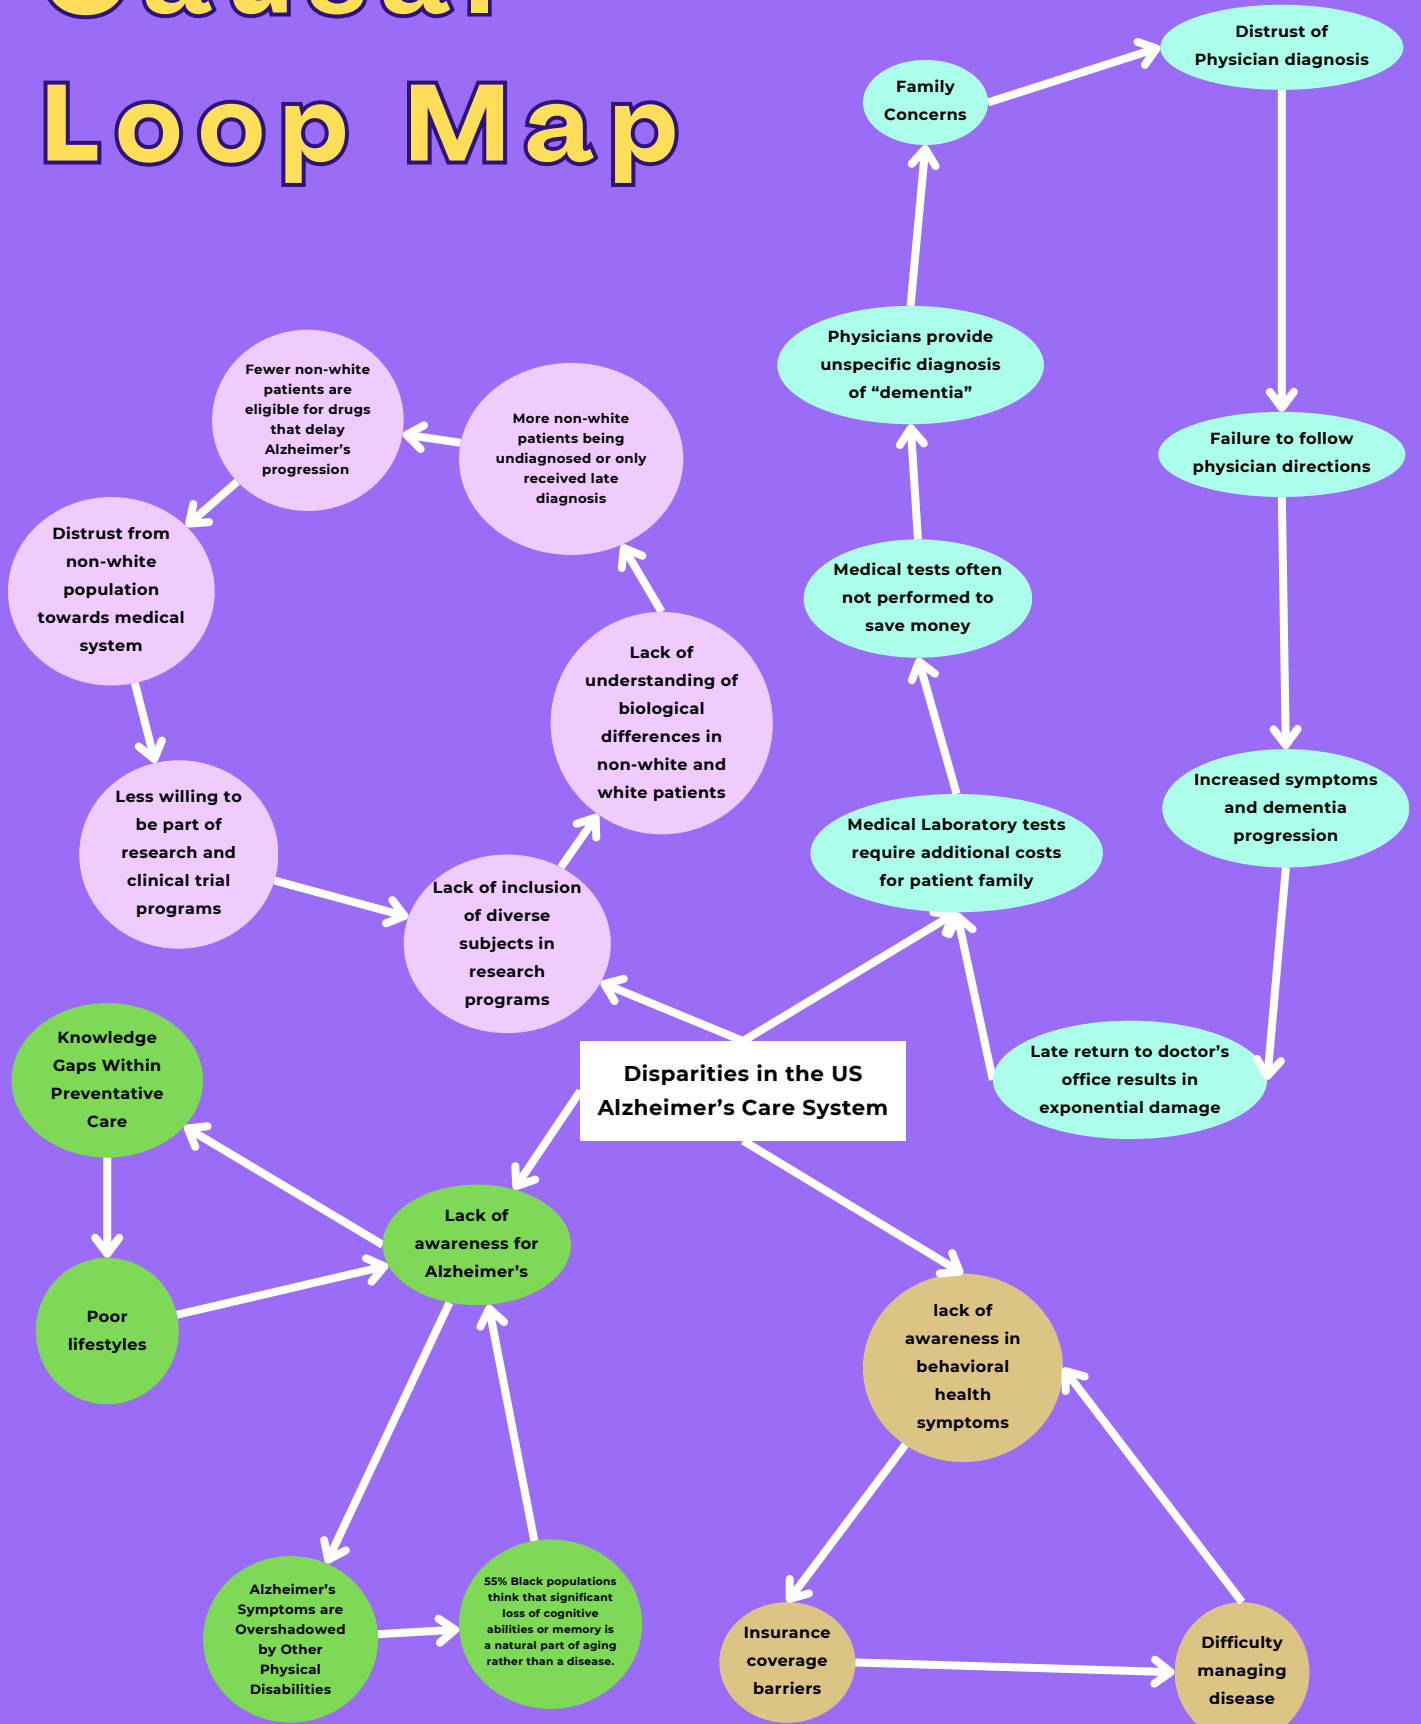 Causal
Loop Map
Distrust of
Physician diagnosis
Family
Concerns
Physicians provide
unspecific diagnosis
of “dementia”
Failure to follow
physician directions
Medical tests often
not performed to
save money
Increased symptoms
and dementia
progression
Medical Laboratory tests
require additional costs
for patient family
Late return to doctor’s
office results in
exponential damage
Fewer non-white
patients are
eligible for drugs
that delay
Alzheimer’s
progression
More non-white
patients being
undiagnosed or only
received late
diagnosis
Distrust from
non-white
population
towards medical
system
Lack of
understanding of
biological
differences in
non-white and
white patients
Less willing to
be part of
research and
clinical trial
programs
Lack of inclusion
of diverse
subjects in
research
programs
Disparities in the US
Alzheimer’s Care System
Knowledge
Gaps Within
Preventative
Care
Lack of
awareness for
Alzheimer’s
Poor
lifestyles
Alzheimer’s
Symptoms are
Overshadowed
by Other
Physical
Disabilities
55% Black populations
think that significant
loss of cognitive
abilities or memory is
a natural part of aging
rather than a disease.
lack of
awareness in
behavioral
health
symptoms
Insurance
coverage
barriers
Difficulty
managing
disease